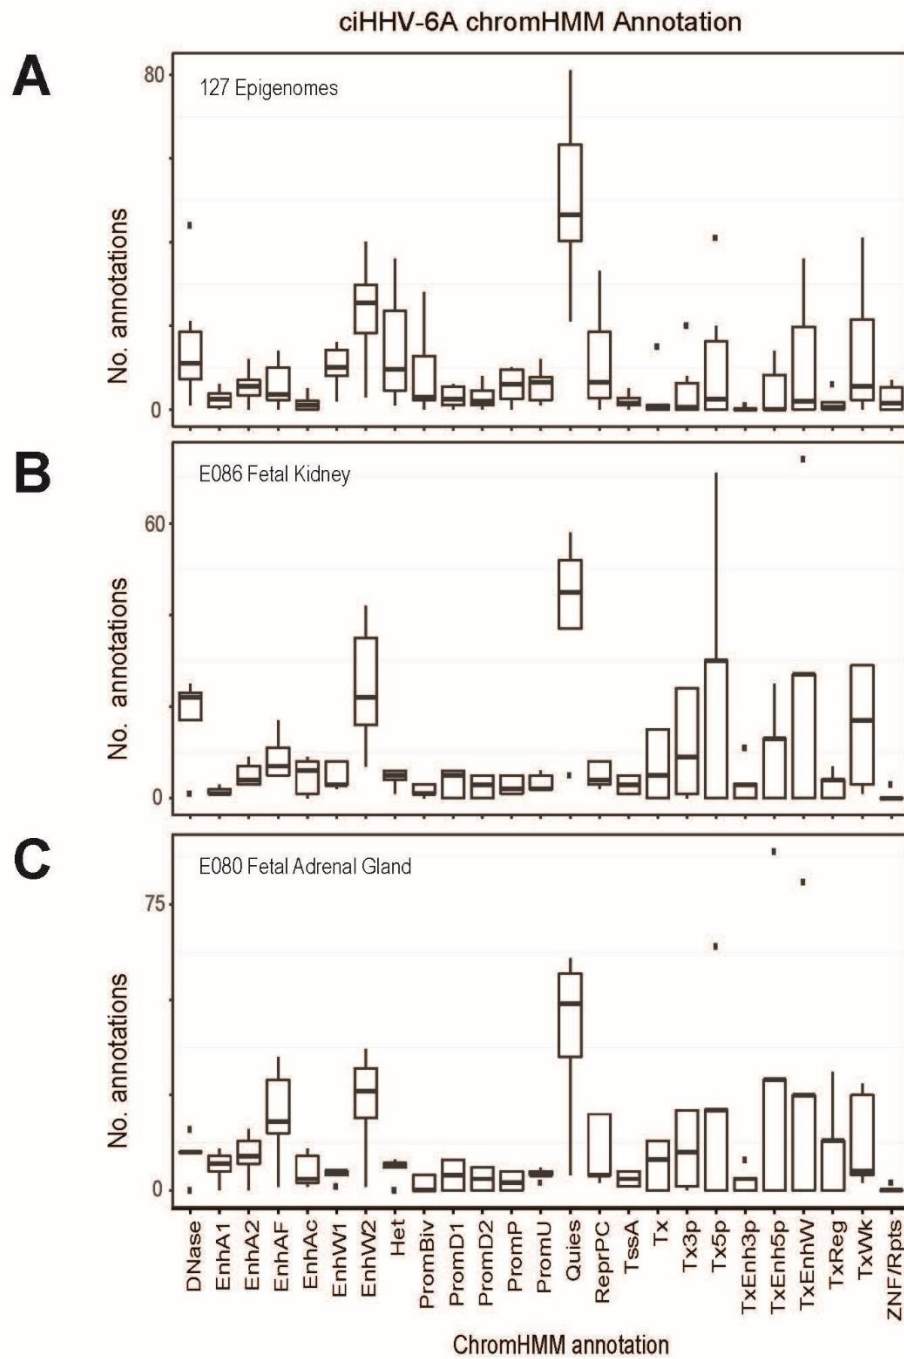 ciHHV-6A chromHMM Annotation
A
80
127 Epigenomes
No. annotations
0
B
E086 Fetal Kidney
60
No. annotations
0
C
E080 Fetal Adrenal Gland
75
No. annotations
0
DNase
EnhA1
EnhA2
EnhAF
EnhAc
EnhW1
EnhW2
Het
PromBiv
PromD1
PromD2
PromP
PromU
Quies
ReprPC
TssA
Tx
Tx3p
Tx5p
TxEnh3p
TxEnh5p
TxEnhW
TxReg
TxWk
ZNF/Rpts
ChromHMM annotation